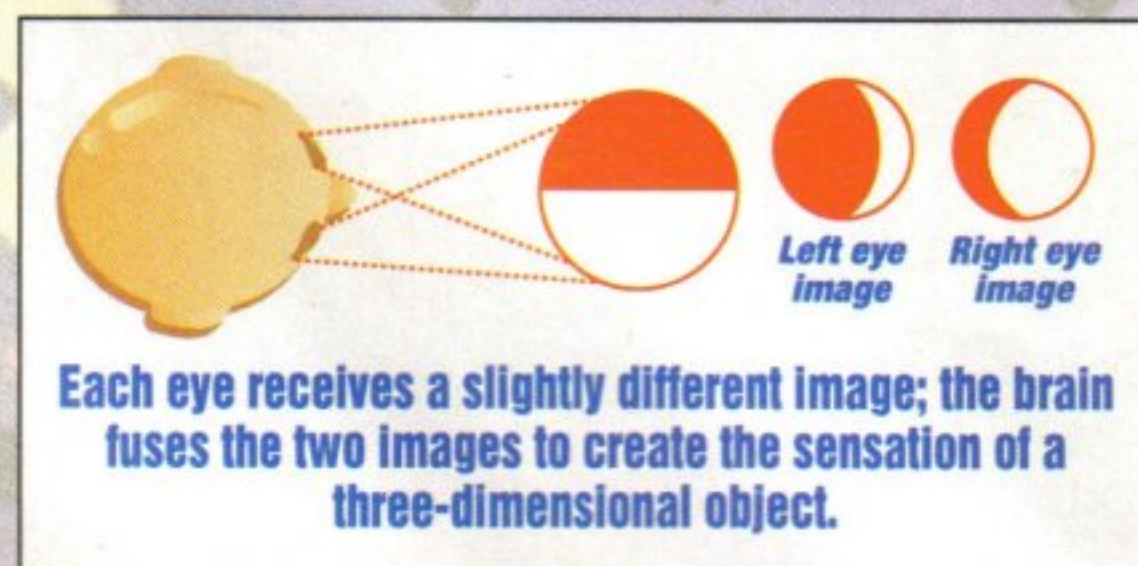 Left eye
image
Right eye
image
Each eye receives a slightly different image; the brain
fuses the two images to create the sensation of a
three-dimensional object.